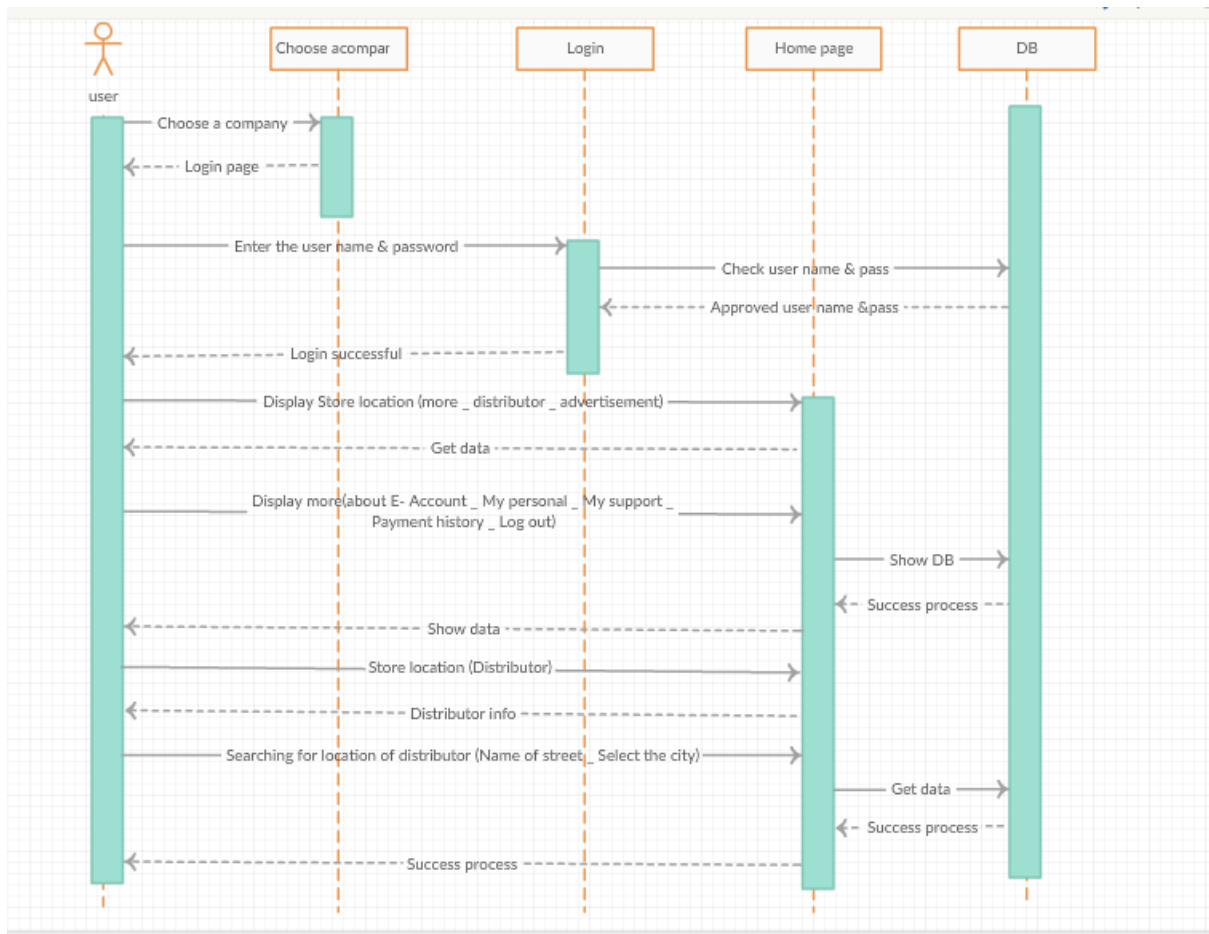 Choose acompar
Login
Home page
DB
user
Choose a company
Login page
Enter the user name & password
Check user name & pass
Approved user name &pass
Login successful
Display Store location (more _ distributor _ advertisement)
Get data
Display more(about E- Account _ My personal _ My support _
Payment history _ Log out)
Show DB
Success process
Show data
Store location (Distributor)
Distributor info
Searching for location of distributor (Name of street _ Select the city)
Get data
Success process
Success process